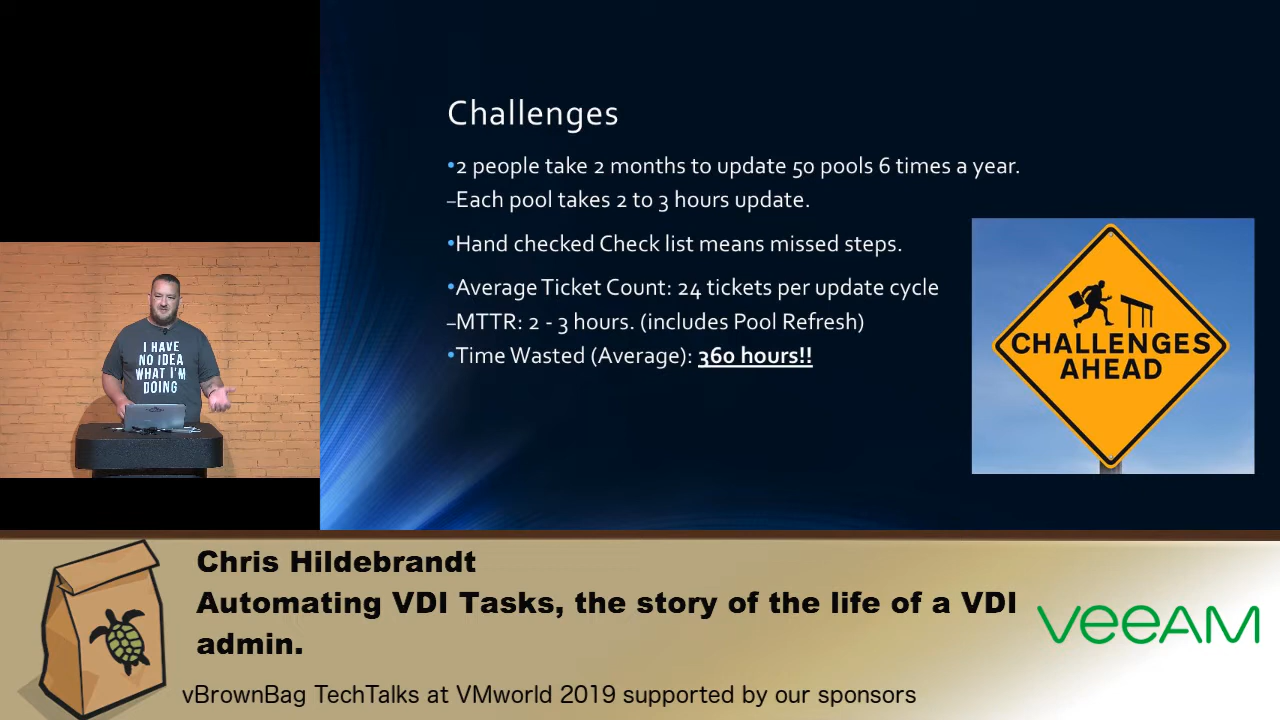 Challenges
•2 people take 2 months to update 50 pools 6 times a year.
–Each pool takes 2 to 3 hours update.
•Hand checked Check list means missed steps.
•Average Ticket Count: 24 tickets per update cycle
–MTTR: 2 - 3 hours. (includes Pool Refresh)
•Time Wasted (Average): 360 hours!!
CHALLENGES
AHEAD
I HAVE
NO IDEA
WHAT I'M
DOING
Chris Hildebrandt
Automating VDI Tasks, the story of the life of a VDI
admin.
veeAM
vBrownBag TechTalks at VMworld 2019 supported by our sponsors